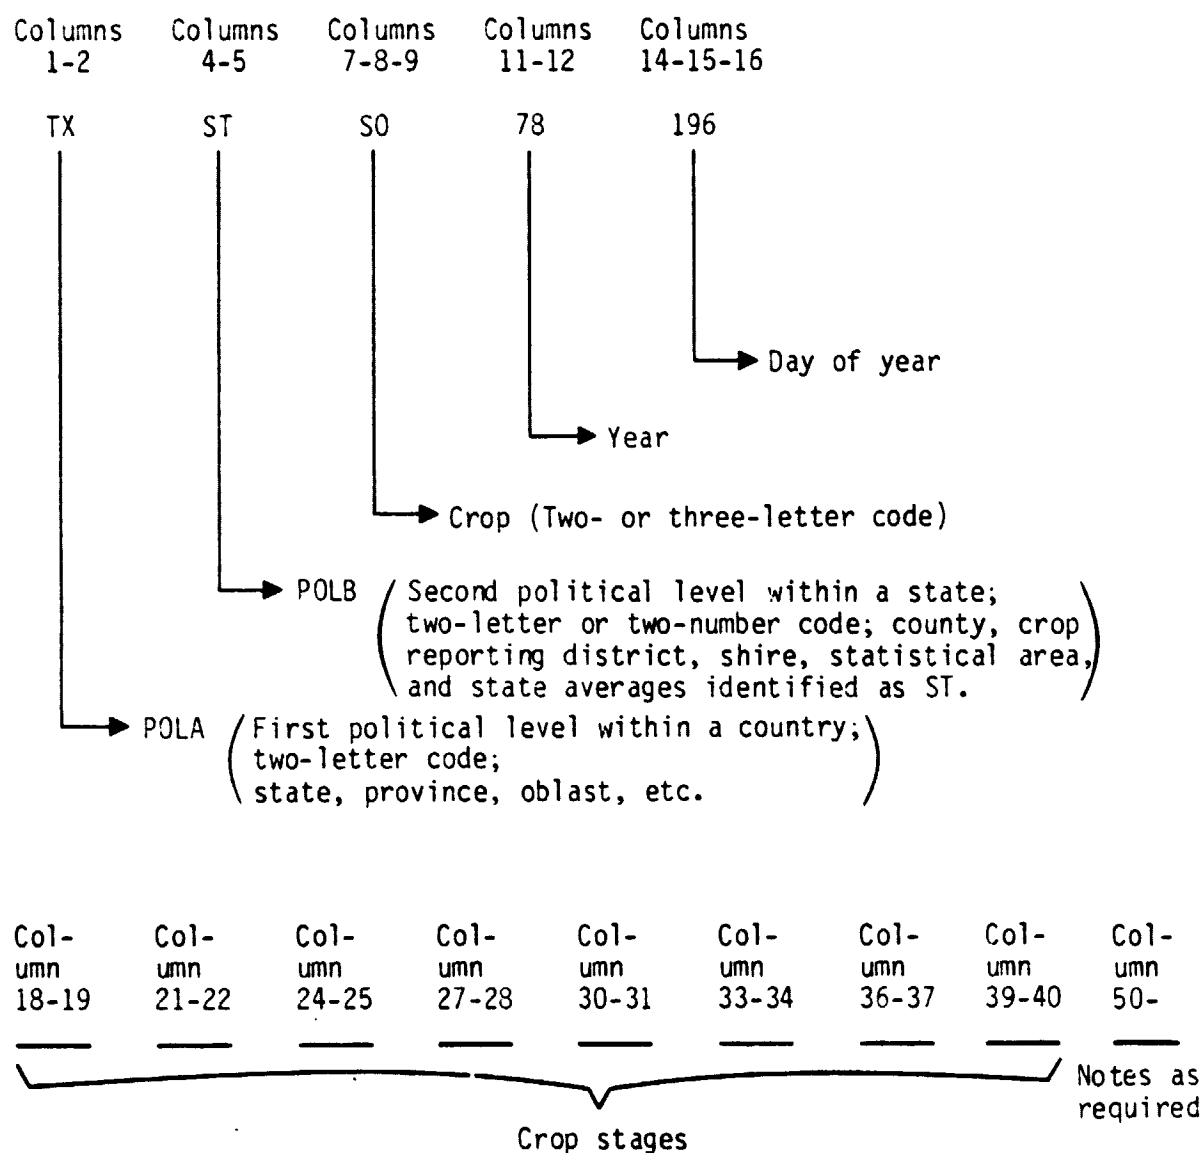 Columns Columns Columns Columns Columns
1-2 4-5 7-8-9 11-12 14-15-16
TX ST SO 78 196
Day of year
Year
Crop (Two- or three-letter code)
POLB (Second political level within a state;
two-letter or two-number code; county, crop
reporting district, shire, statistical area,
and state averages identified as ST.)
POLA (First political level within a country;
two-letter code;
state, province, oblast, etc.)
Col- Col- Col- Col- Col- Col- Col- Col- Col-
umn umn umn umn umn umn umn umn umn
18-19 21-22 24-25 27-28 30-31 33-34 36-37 39-40 50-
Notes as
required
Crop stages